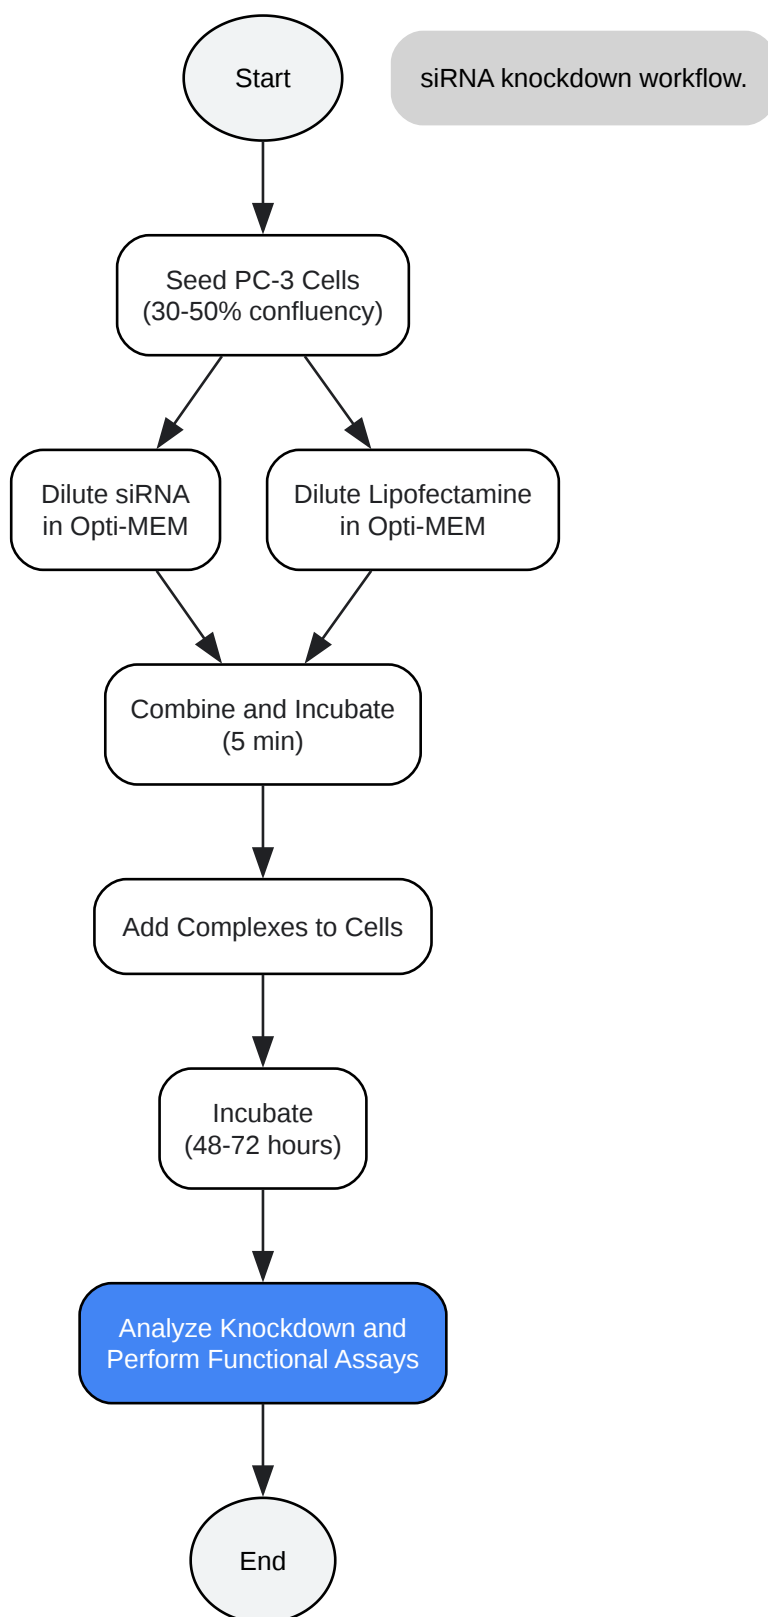 Start
siRNA knockdown workflow.
Seed PC-3 Cells
(30-50% confluency)
Dilute siRNA
in Opti-MEM
Dilute Lipofectamine
in Opti-MEM
Combine and Incubate
(5 min)
Add Complexes to Cells
Incubate
(48-72 hours)
Analyze Knockdown and
Perform Functional Assays
End